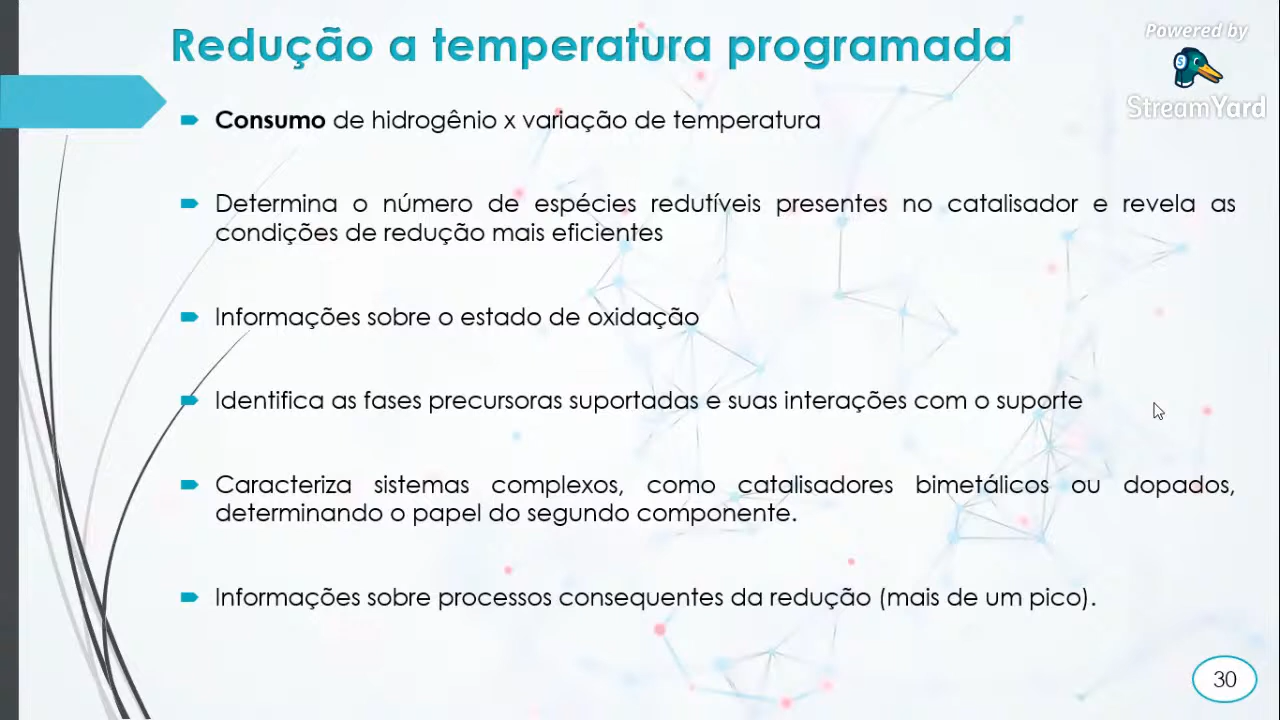 Redução a temperatura programada
Powered by
StreamYard
Consumo de hidrogênio x variação de temperatura
Determina o número de espécies redutíveis presentes no catalisador e revela as
condições de redução mais eficientes
Informações sobre o estado de oxidação
Identifica as fases precursoras suportadas e suas interações com o suporte
Caracteriza sistemas complexos, como catalisadores bimetálicos ou dopados,
determinando o papel do segundo componente.
Informações sobre processos consequentes da redução (mais de um pico).
30